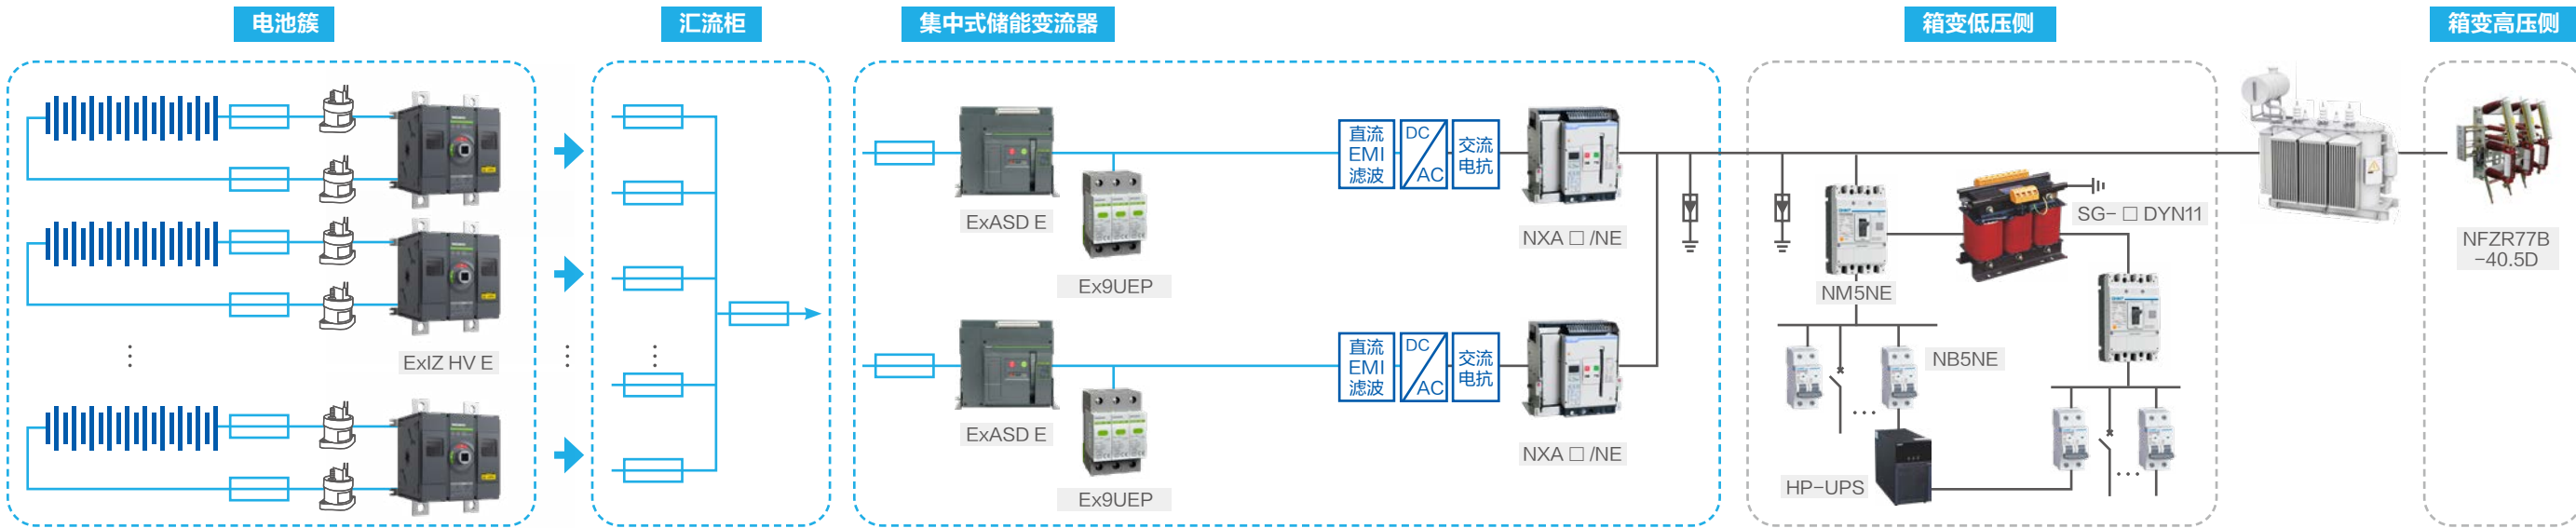 电池簇
汇流柜
集中式储能变流器
箱变低压侧
箱变高压侧
ExIZ HV E
ExASD E
Ex9UEP
直流
EMI
滤波
DC
AC
交流
电抗
NXA □ /NE
ExASD E
Ex9UEP
直流
EMI
滤波
DC
AC
交流
电抗
NXA □ /NE
NM5NE
SG- □ DYN11
NB5NE
HP-UPS
NFZR77B
-40.5D